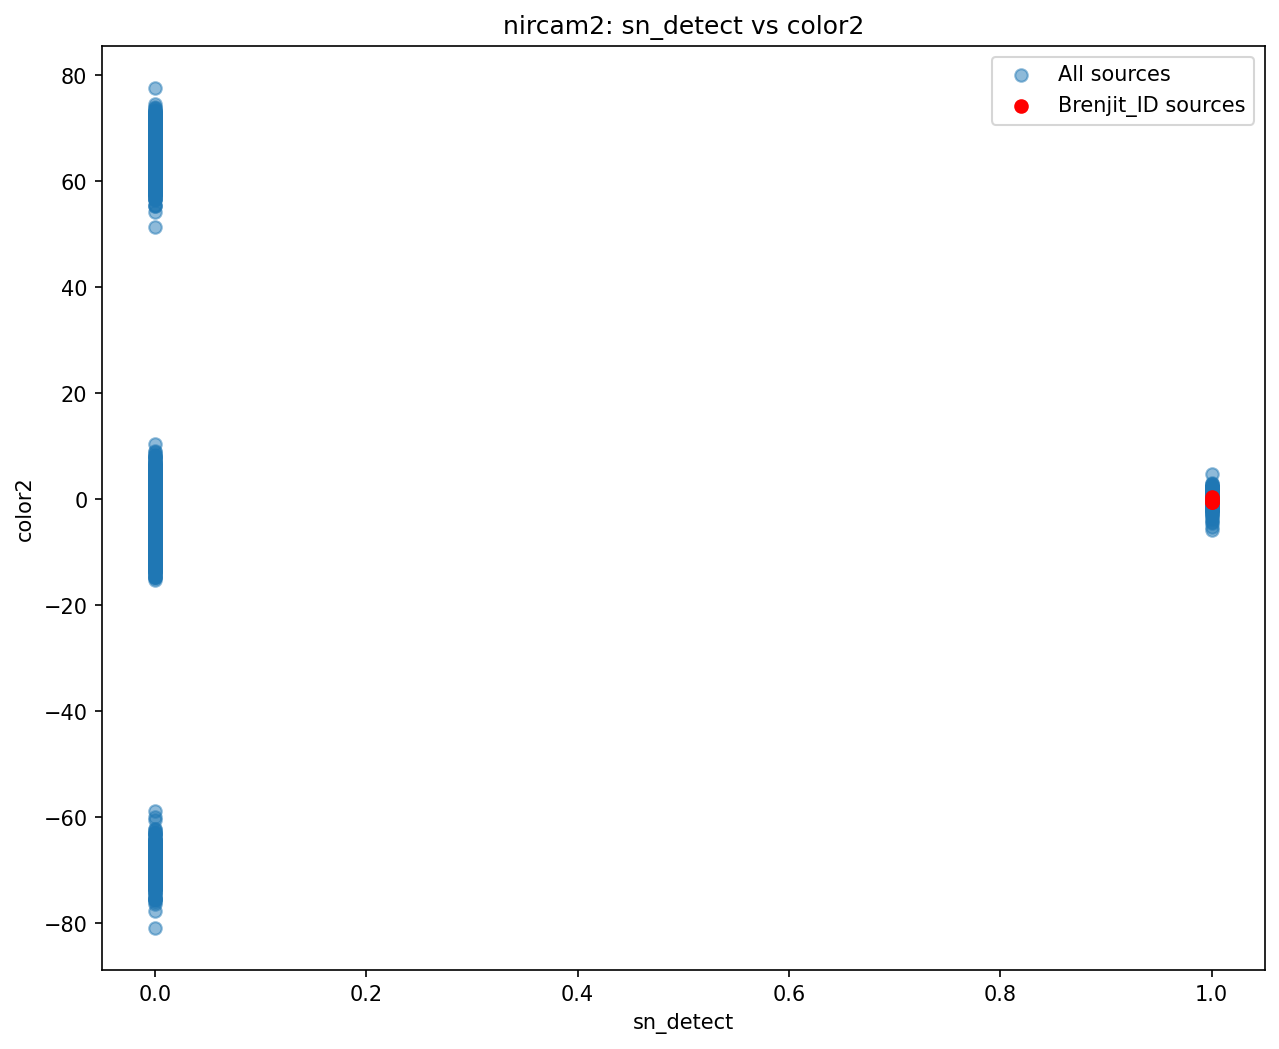 nircam2: sn_detect vs color2
All sources
Brenjit_ID sources
80
60
40
20
0
−20
−40
−60
−80
color2
0.0 0.2 0.4 0.6 0.8 1.0
sn_detect